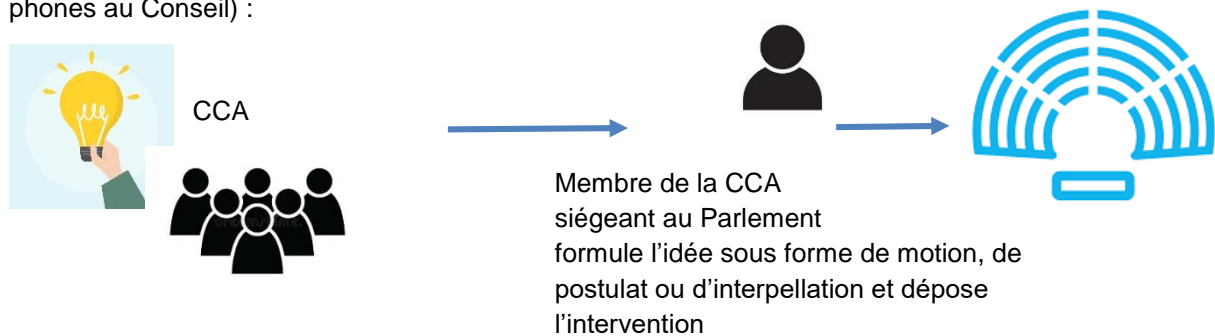 phones au Conseil) :
CCA
Membre de la CCA
siégeant au Parlement
formule l'idée sous forme de motion, de
postulat ou d'interpellation et dépose
l'intervention